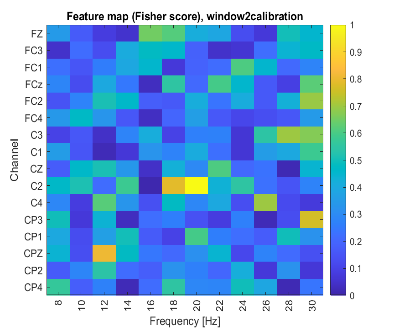 Feature map (Fisher score), window2calibration
Channel
FZ
FC3
FC1
FCz
FC2
FC4
C3
C1
CZ
C2
C4
CP3
CP1
CPZ
CP2
CP4
8 10 12 14 16 18 20 22 24 26 28 30
Frequency [Hz]
1
0.9
0.8
0.7
0.6
0.5
0.4
0.3
0.2
0.1
0